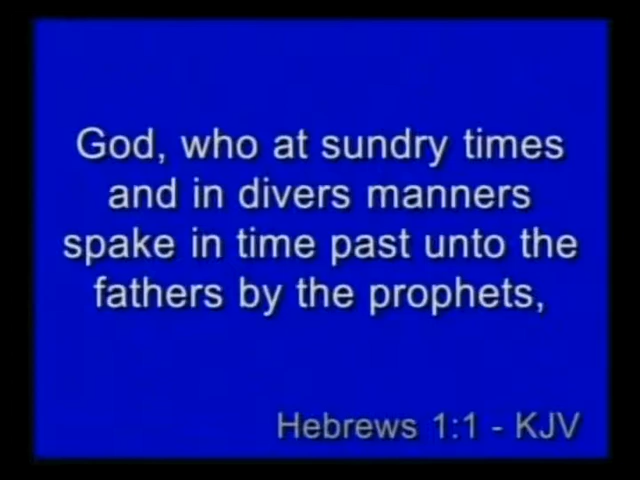 God, who at sundry times
and in divers manners
spake in time past unto the
fathers by the prophets,
Hebrews 1:1 - KJV